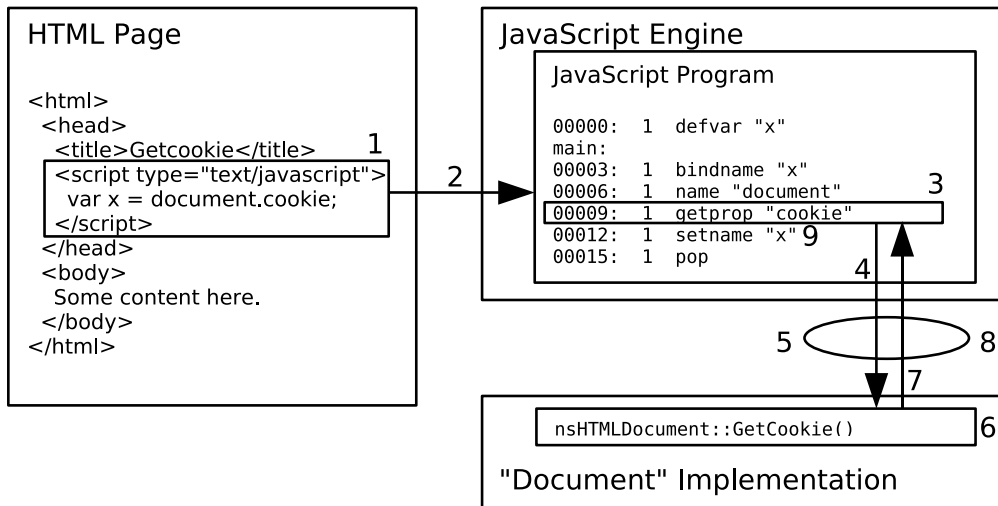 HTML Page
<html>
<head>
<title>Getcookie</title>
1
<script type="text/javascript">
var x = document.cookie;
</script>
</head>
<body>
Some content here.
</body>
</html>
2
JavaScript Engine
JavaScript Program
00000: 1 defvar "x"
main:
00003: 1 bindname "x"
00006: 1 name "document"
3
00009: 1 getprop "cookie"
00012: 1 setname "x" 9
00015: 1 pop
4
5
8
7
nsHTMLDocument::GetCookie()
6
"Document" Implementation